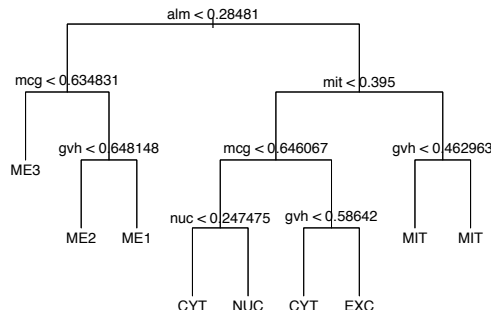 alm < 0.28481
mcg < 0.634831
mit < 0.395
ME3
gvh < 0.648148
mcg < 0.646067
gvh < 0.462963
ME2
ME1
nuc < 0.247475
gvh < 0.58642
MIT
MIT
CYT
NUC
CYT
EXC